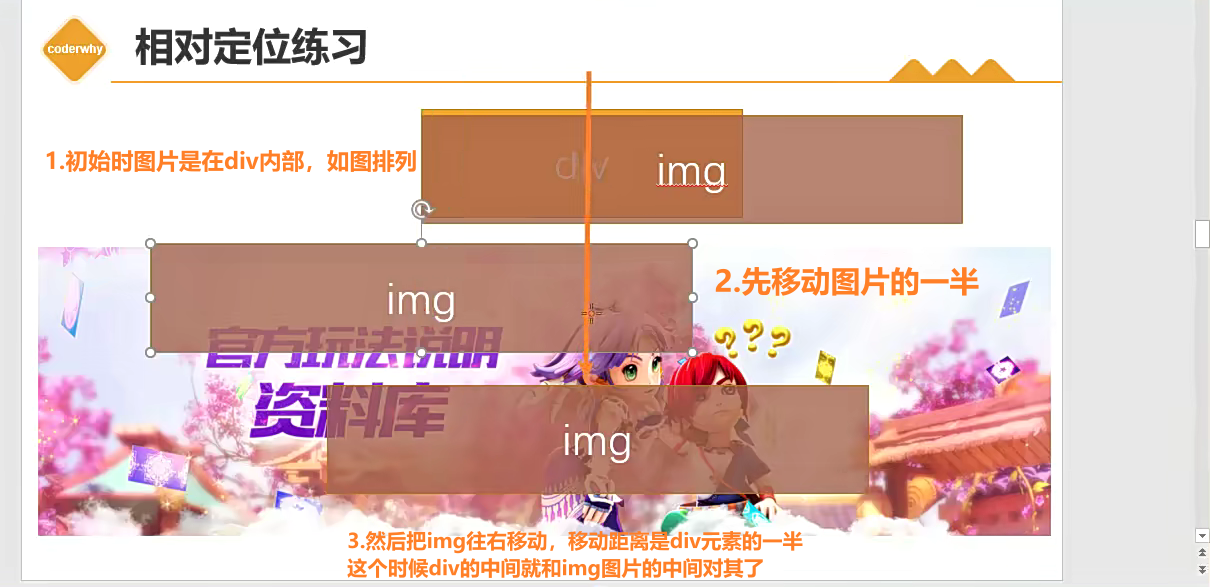 coderwhy
相对定位练习
1.初始时图片是在div内部，如图排列
div
img
img
2.先移动图片的一半
官方玩法说明
资料库
???
img
3.然后把img往右移动，移动距离是div元素的一半
这个时候div的中间就和img图片的中间对其了